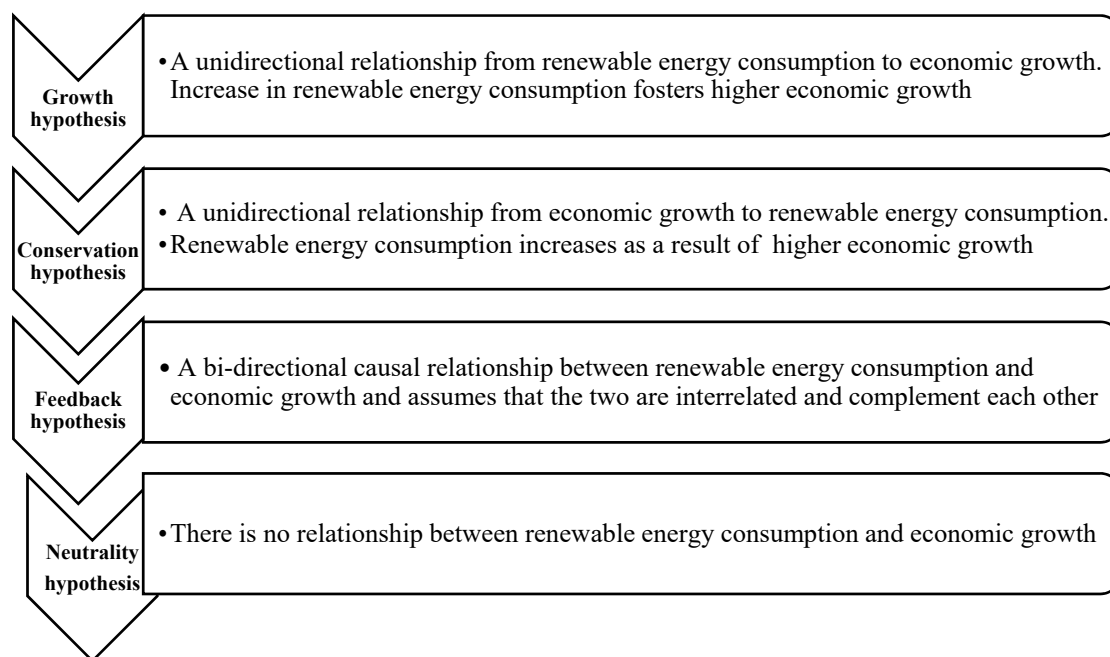 Growth
hypothesis
•A unidirectional relationship from renewable energy consumption to economic growth.
Increase in renewable energy consumption fosters higher economic growth
Conservation
hypothesis
• A unidirectional relationship from economic growth to renewable energy consumption.
•Renewable energy consumption increases as a result of higher economic growth
Feedback
hypothesis
• A bi-directional causal relationship between renewable energy consumption and
economic growth and assumes that the two are interrelated and complement each other
Neutrality
hypothesis
•There is no relationship between renewable energy consumption and economic growth